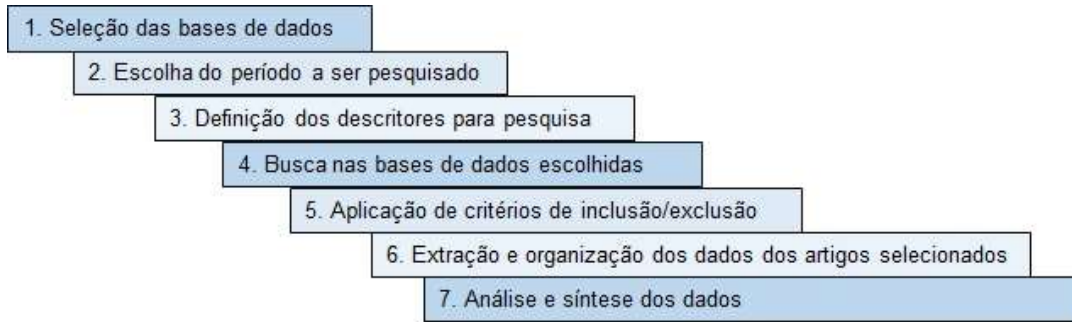 1. Seleção das bases de dados
2. Escolha do período a ser pesquisado
3. Definição dos descritores para pesquisa
4. Busca nas bases de dados escolhidas
5. Aplicação de critérios de inclusão/exclusão
6. Extração e organização dos dados dos artigos selecionados
7. Análise e síntese dos dados